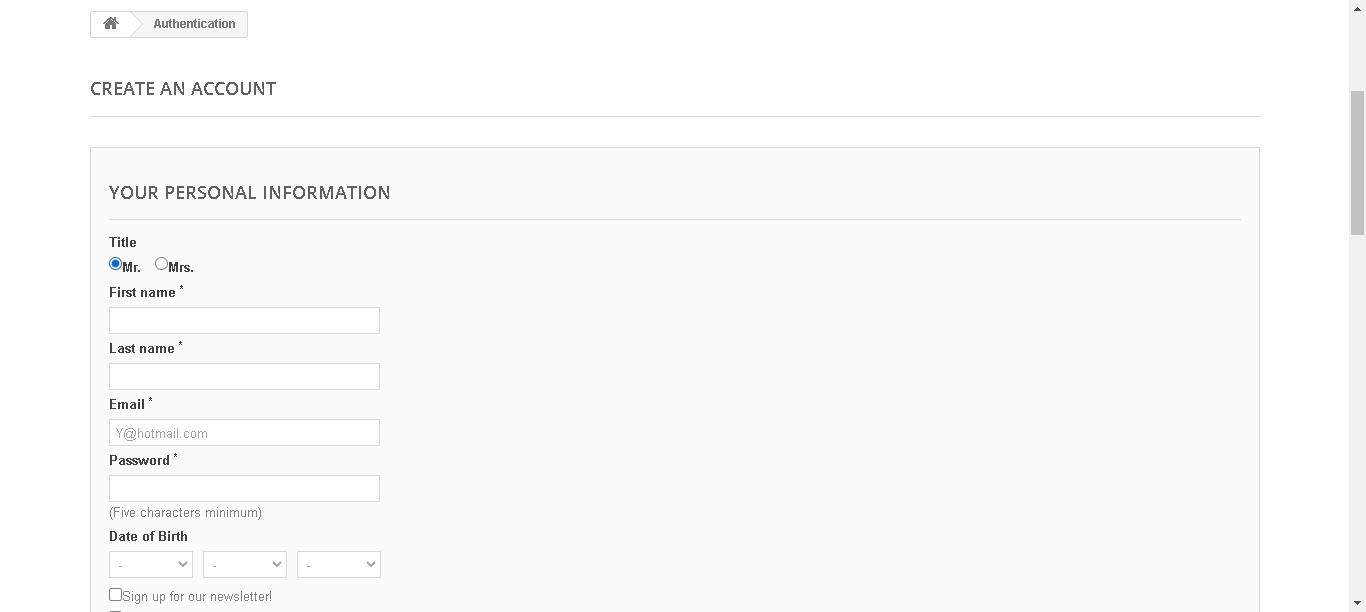 Authentication
CREATE AN ACCOUNT
YOUR PERSONAL INFORMATION
Title
Mr. Mrs.
First name *
Last name *
Email *
Y@hotmail.com
Password *
(Five characters minimum)
Date of Birth
- - -
Sign up for our newsletter!